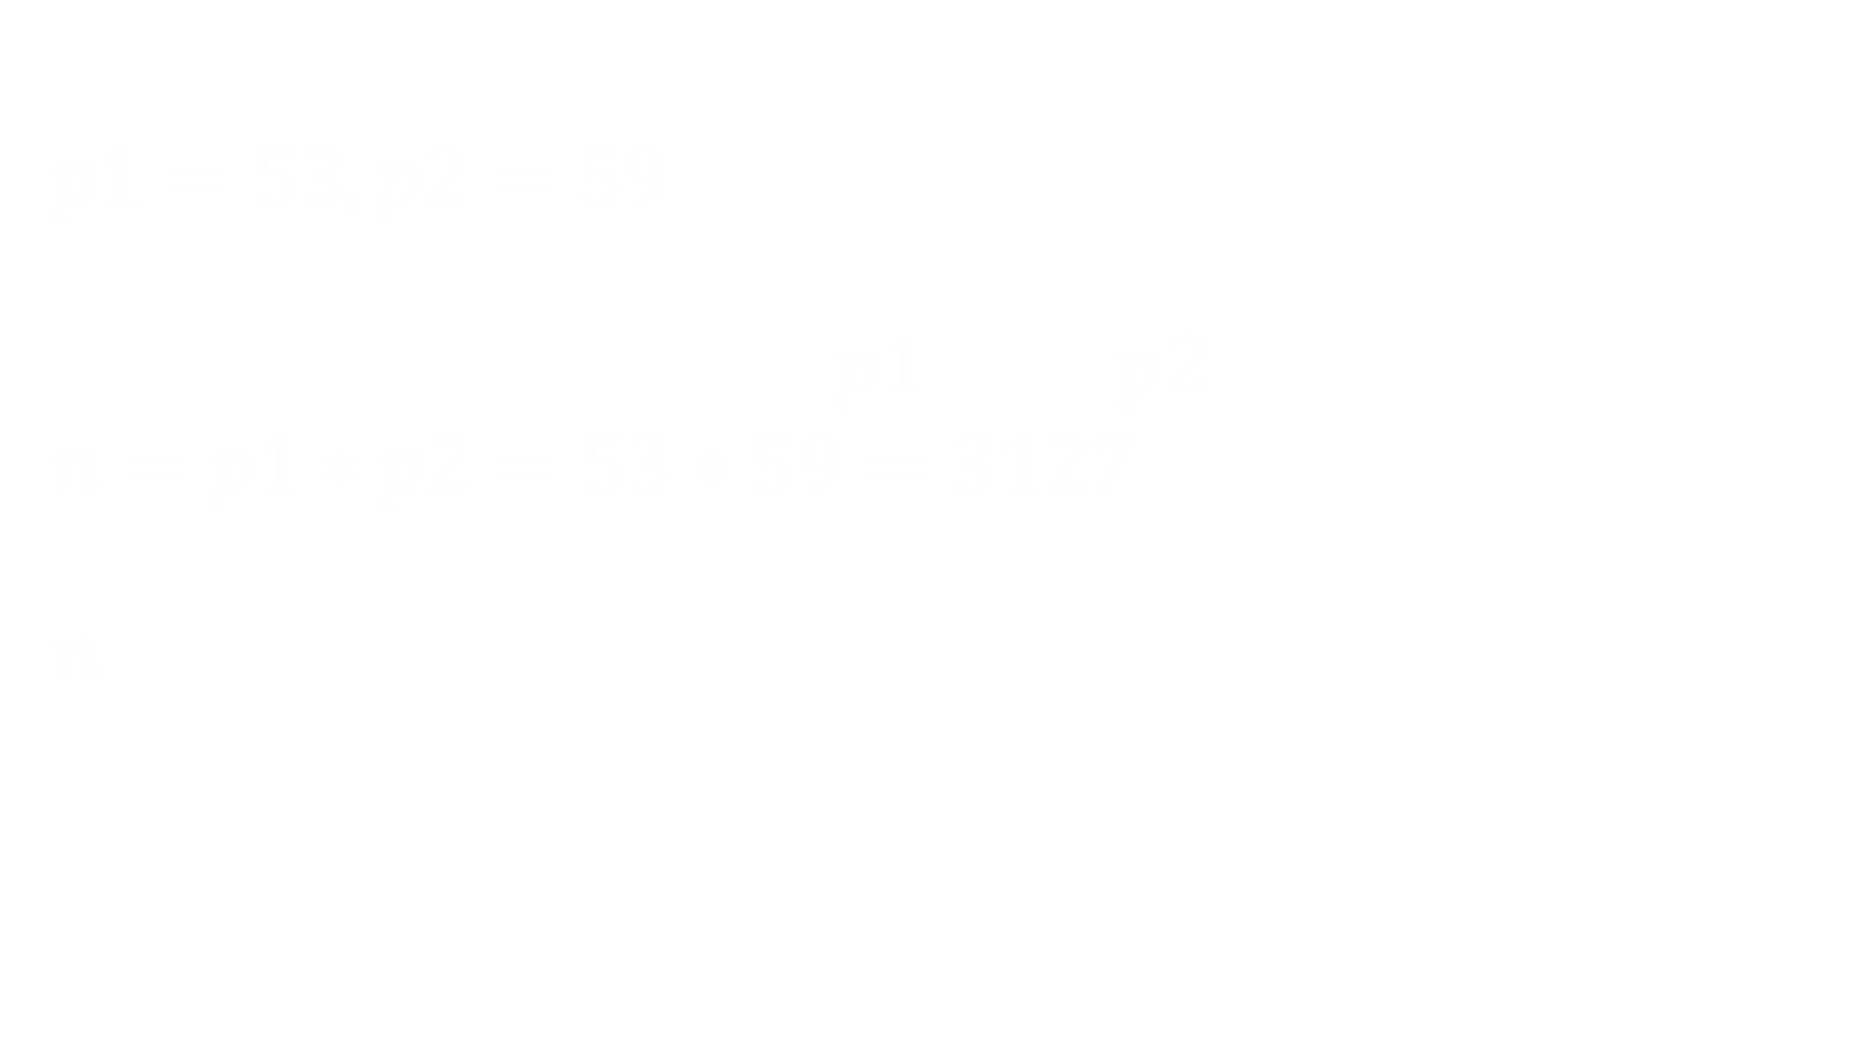 p1 = 53, p2 = 59
p1 p2
n = p1 * p2 = 53 * 59 = 3127
n